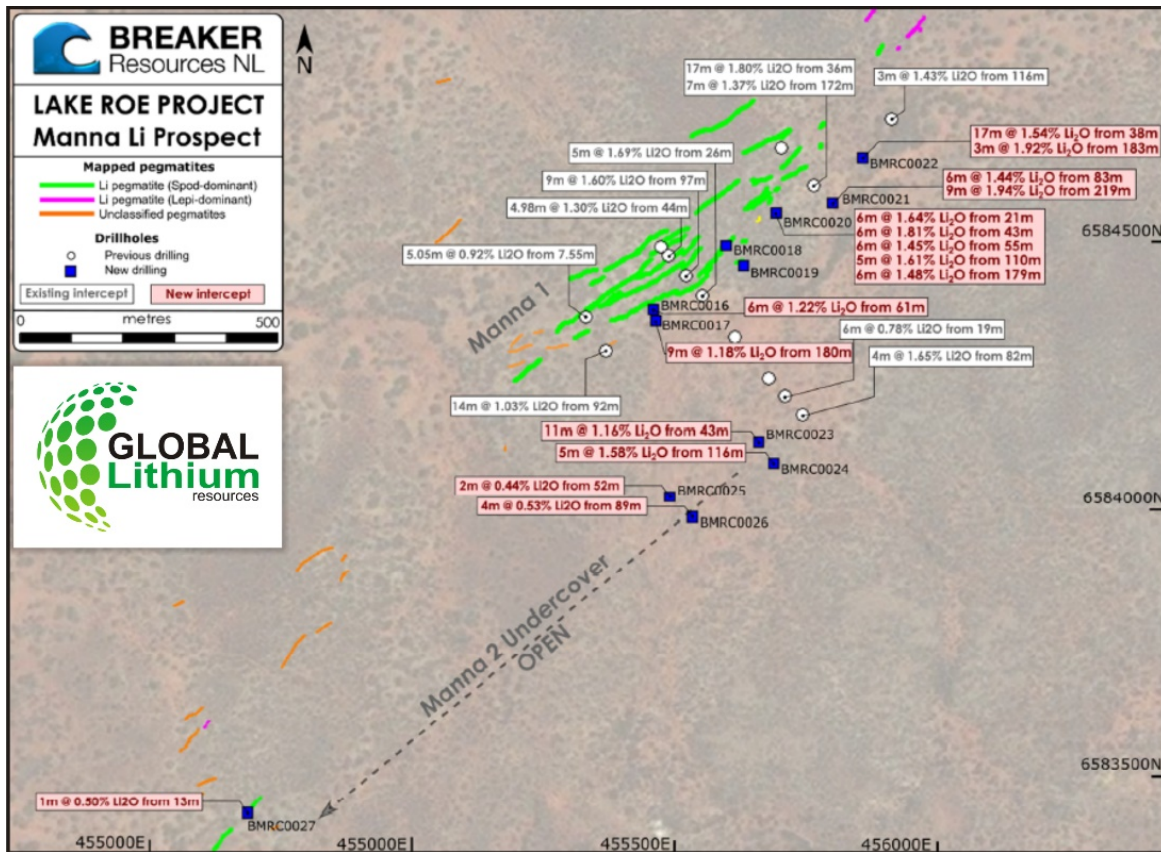 BREAKER
Resources NL
LAKE ROE PROJECT
Manna Li Prospect
Mapped pegmatites
Li pegmatite (Spod-dominant)
Li pegmatite (Lepi-dominant)
Unclassified pegmatites
Drillholes
Previous drilling
New drilling
Existing intercept
New intercept
0 metres 500
GLOBAL
Lithium
resources
N
17m @ 1.80% Li2O from 36m
7m @ 1.37% Li2O from 172m
3m @ 1.43% Li2O from 116m
17m @ 1.54% Li₂O from 38m
3m @ 1.92% Li₂O from 183m
BMRC0022
5m @ 1.69% Li2O from 26m
9m @ 1.60% Li2O from 97m
6m @ 1.44% Li₂O from 83m
9m @ 1.94% Li₂O from 219m
BMRC0021
4.98m @ 1.30% Li2O from 44m
BMRC0020
6m @ 1.64% Li₂O from 21m
6m @ 1.81% Li₂O from 43m
6m @ 1.45% Li₂O from 55m
5m @ 1.61% Li₂O from 110m
6m @ 1.48% Li₂O from 179m
6584500N
5.05m @ 0.92% Li2O from 7.55m
BMRC0018
BMRC0019
Manna 1
BMRC0016
6m @ 1.22% Li₂O from 61m
BMRC0017
6m @ 0.78% Li2O from 19m
9m @ 1.18% Li₂O from 180m
4m @ 1.65% Li2O from 82m
14m @ 1.03% Li2O from 92m
11m @ 1.16% Li₂O from 43m
BMRC0023
5m @ 1.58% Li₂O from 116m
BMRC0024
2m @ 0.44% Li2O from 52m
BMRC0025
4m @ 0.53% Li2O from 89m
BMRC0026
6584000N
Manna 2 Undercover
OPEN
6583500N
1m @ 0.50% Li2O from 13m
BMRC0027
455000E
455000E
455500E
456000E